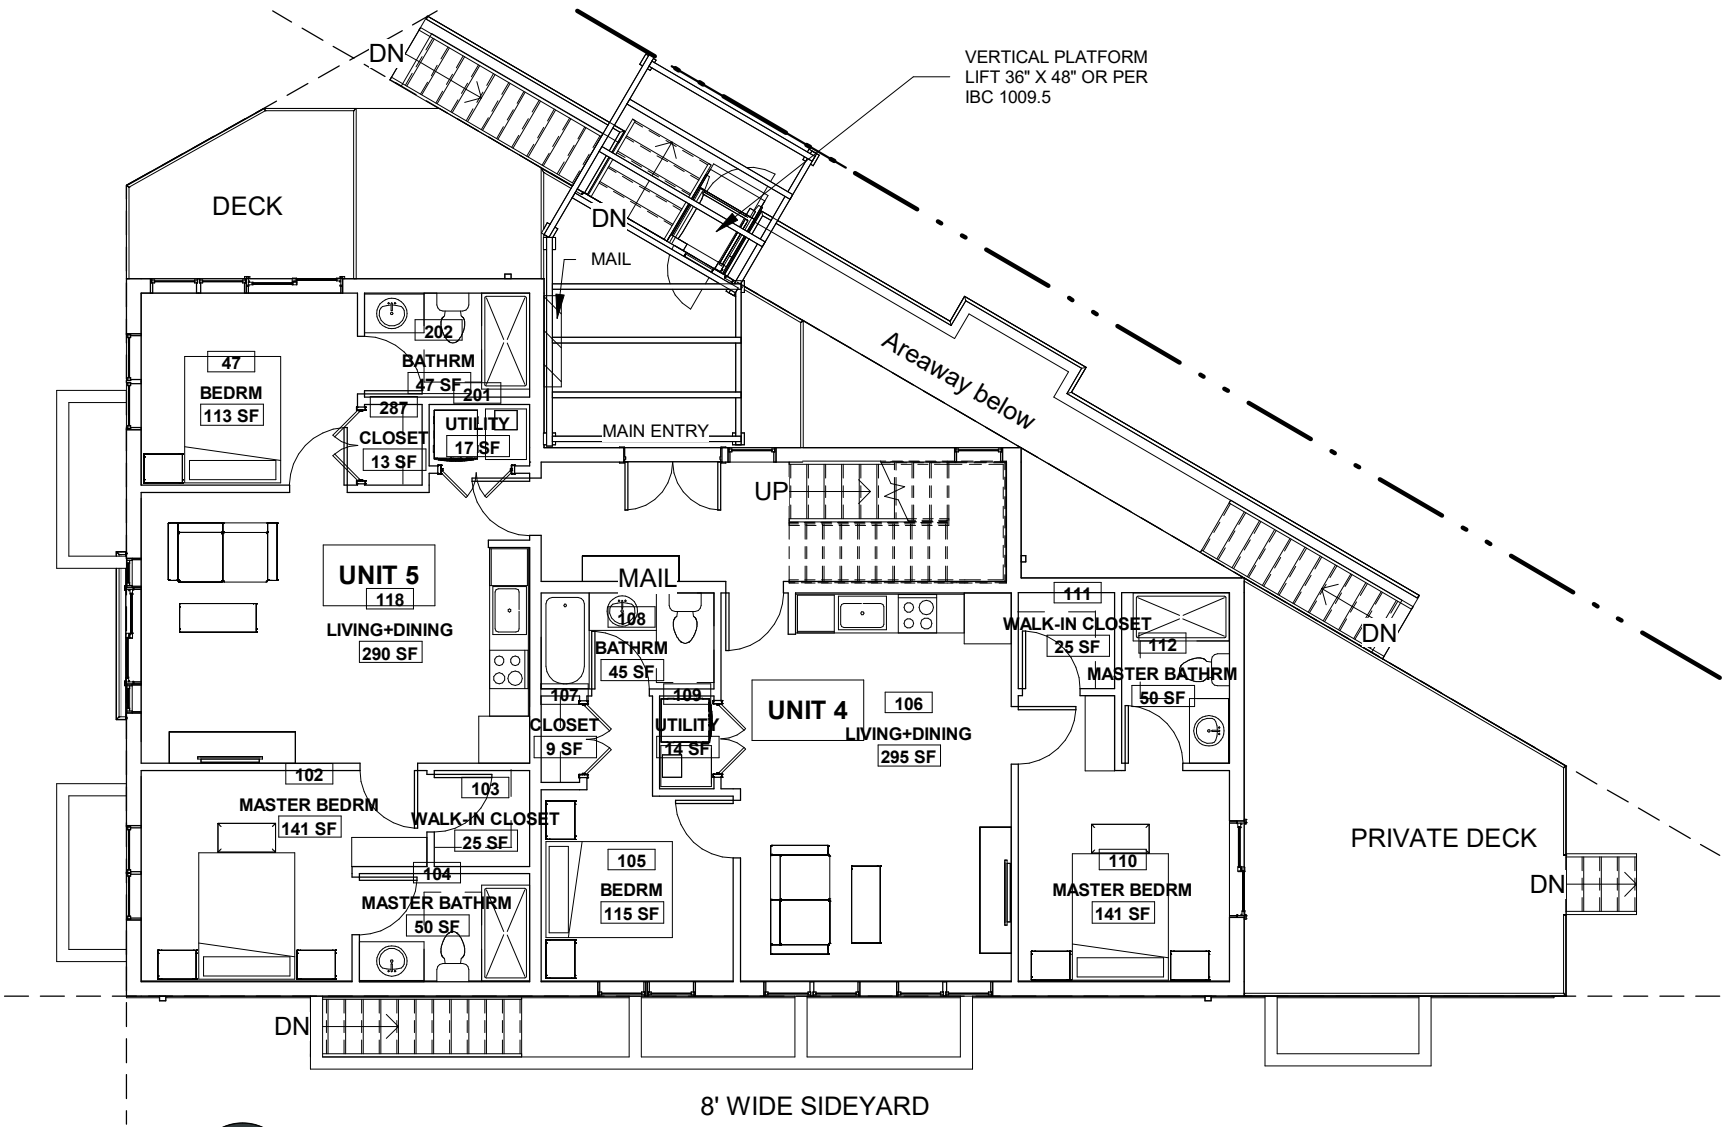 DN
VERTICAL PLATFORM
LIFT 36" X 48" OR PER
IBC 1009.5
DECK
DN
MAIL
Areaway below
202
BATHRM
47 SF
47
BEDRM
113 SF
201
UTILITY
17 SF
287
CLOSET
13 SF
MAIN ENTRY
UP
UNIT 5
118
LIVING+DINING
290 SF
MAIL
108
BATHRM
45 SF
111
WALK-IN CLOSET
25 SF
112
MASTER BATHRM
50 SF
DN
107
CLOSET
9 SF
109
UTILITY
14 SF
UNIT 4
106
LIVING+DINING
295 SF
102
MASTER BEDRM
141 SF
103
WALK-IN CLOSET
25 SF
104
MASTER BATHRM
50 SF
105
BEDRM
115 SF
110
MASTER BEDRM
141 SF
PRIVATE DECK
DN
DN
8' WIDE SIDEYARD